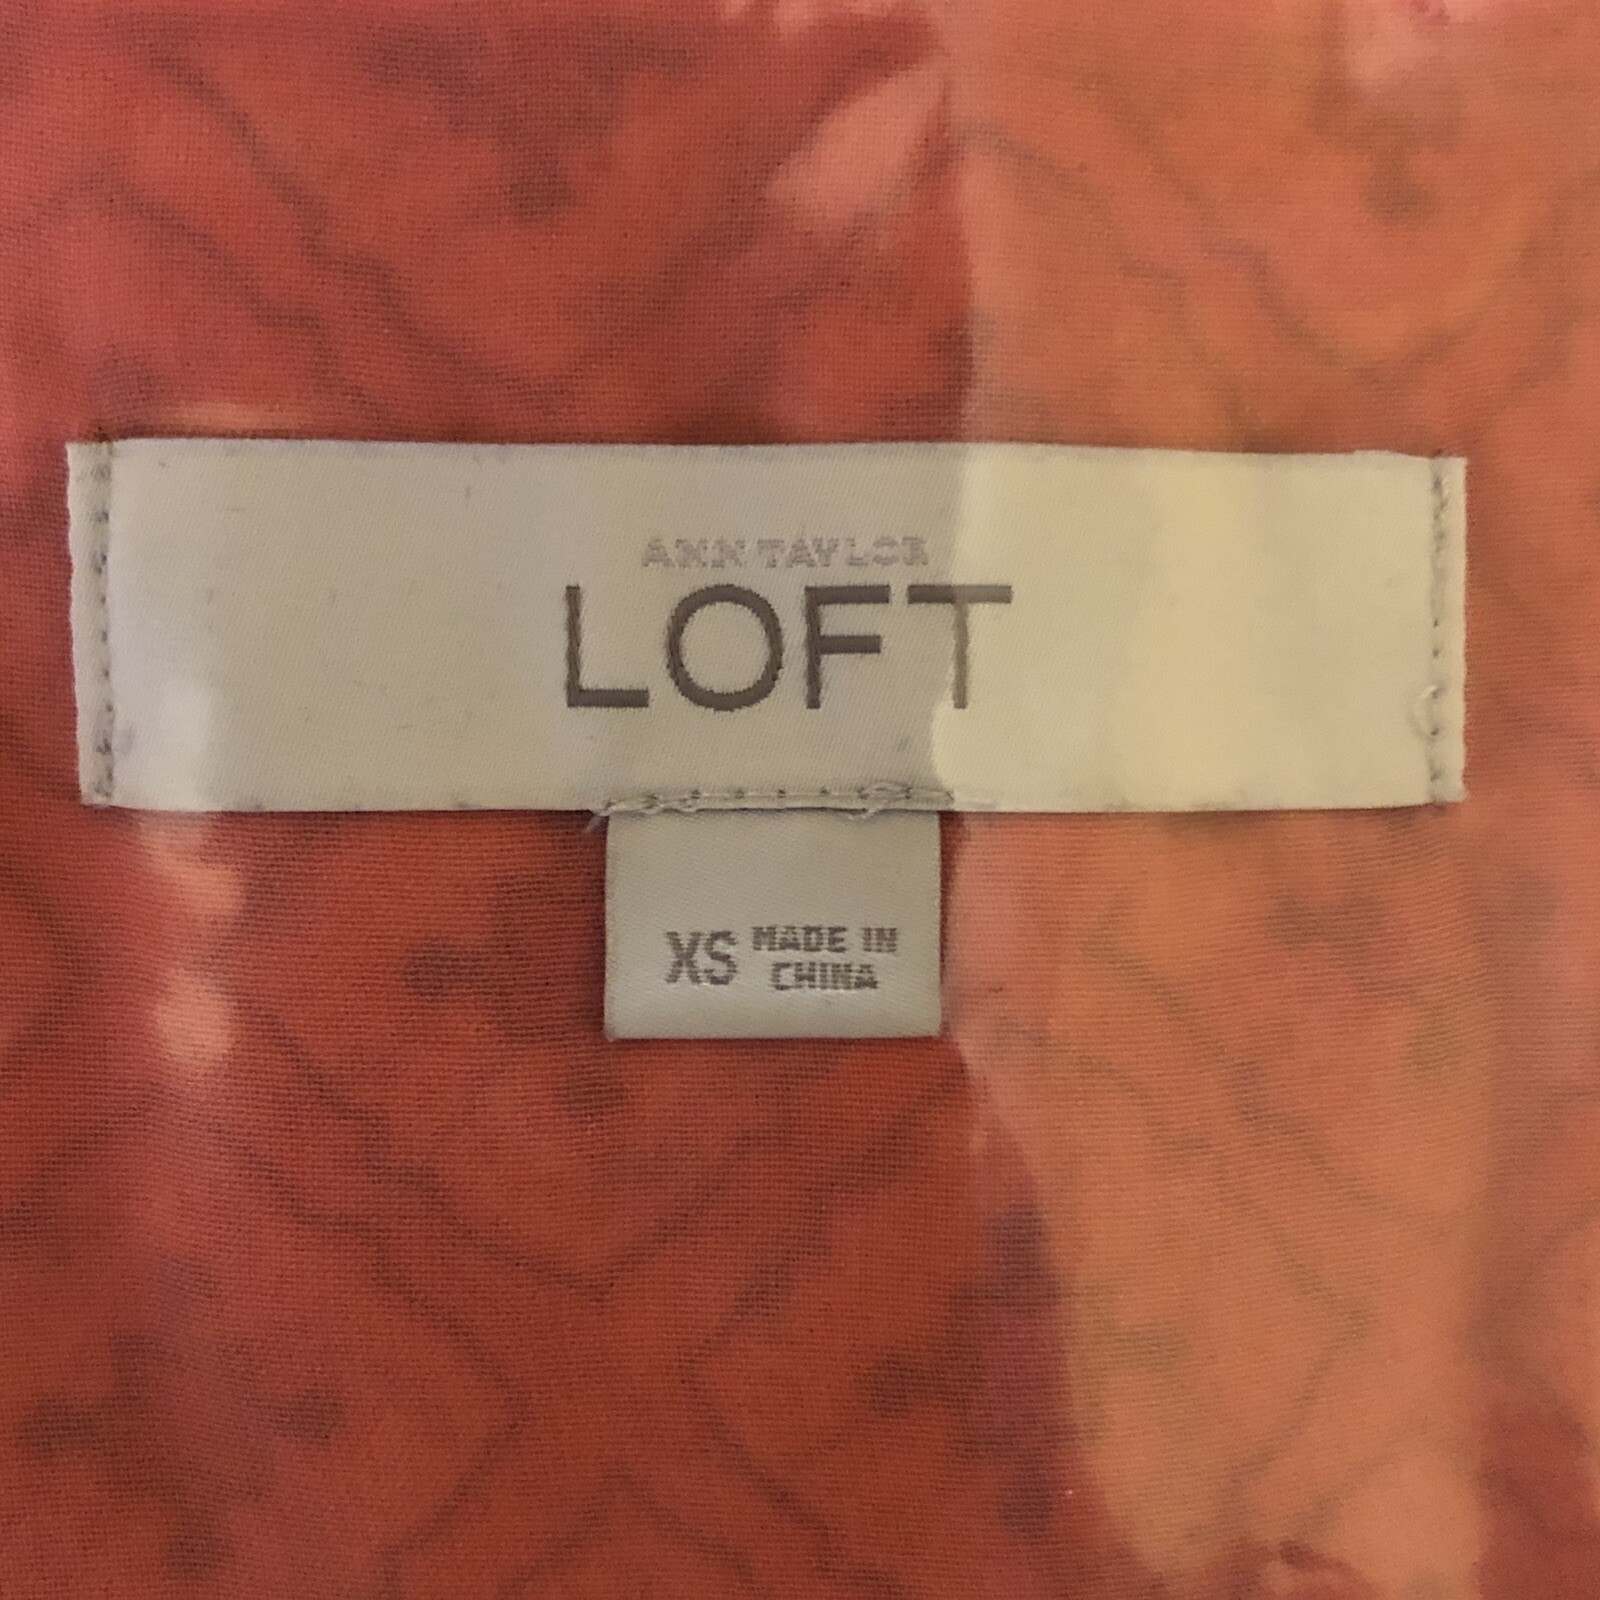 ANN TAYLOR
LOFT
XS MADE IN
CHINA